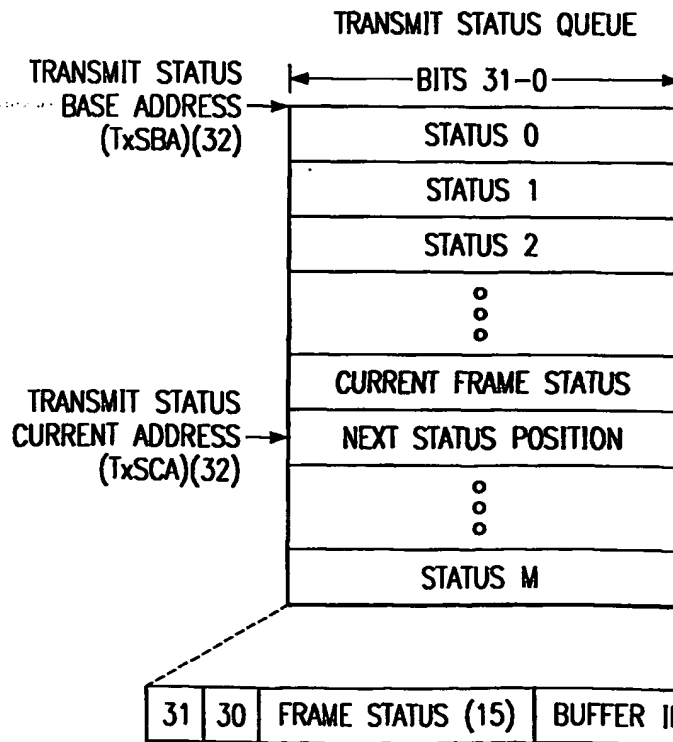 TRANSMIT STATUS QUEUE
BITS 31-0
TRANSMIT STATUS
BASE ADDRESS
(TxSBA)(32)
STATUS 0
STATUS 1
STATUS 2
CURRENT FRAME STATUS
TRANSMIT STATUS
CURRENT ADDRESS
(TxSCA)(32)
NEXT STATUS POSITION
STATUS M
31 30 FRAME STATUS (15) BUFFER